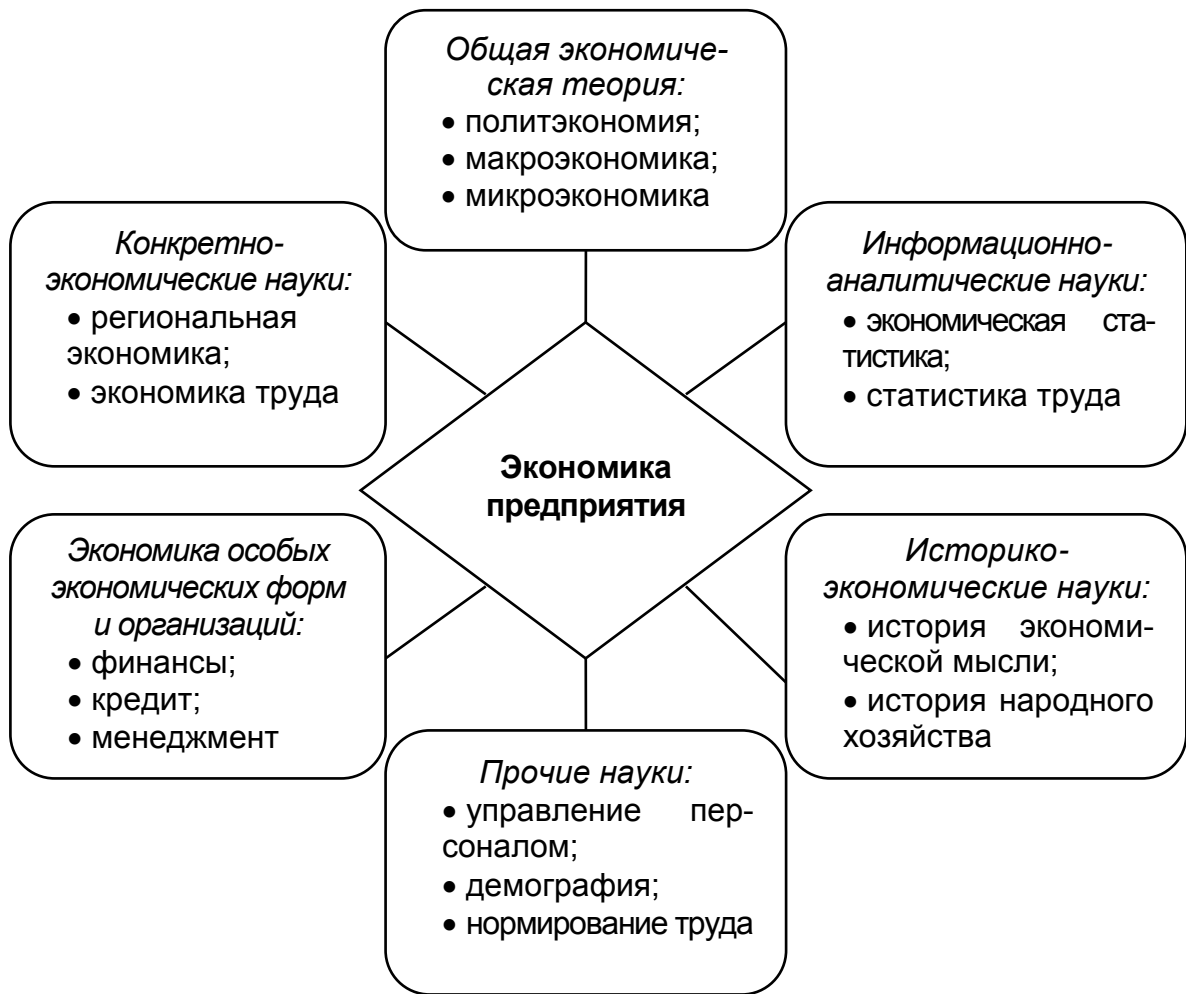 Общая экономиче-
ская теория:
• политэкономия;
• макроэкономика;
• микроэкономика
Конкретно-
экономические науки:
• региональная
экономика;
• экономика труда
Информационно-
аналитические науки:
• экономическая ста-
тистика;
• статистика труда
Экономика
предприятия
Экономика особых
экономических форм
и организаций:
• финансы;
• кредит;
• менеджмент
Историко-
экономические науки:
• история экономи-
ческой мысли;
• история народного
хозяйства
Прочие науки:
• управление пер-
соналом;
• демография;
• нормирование труда